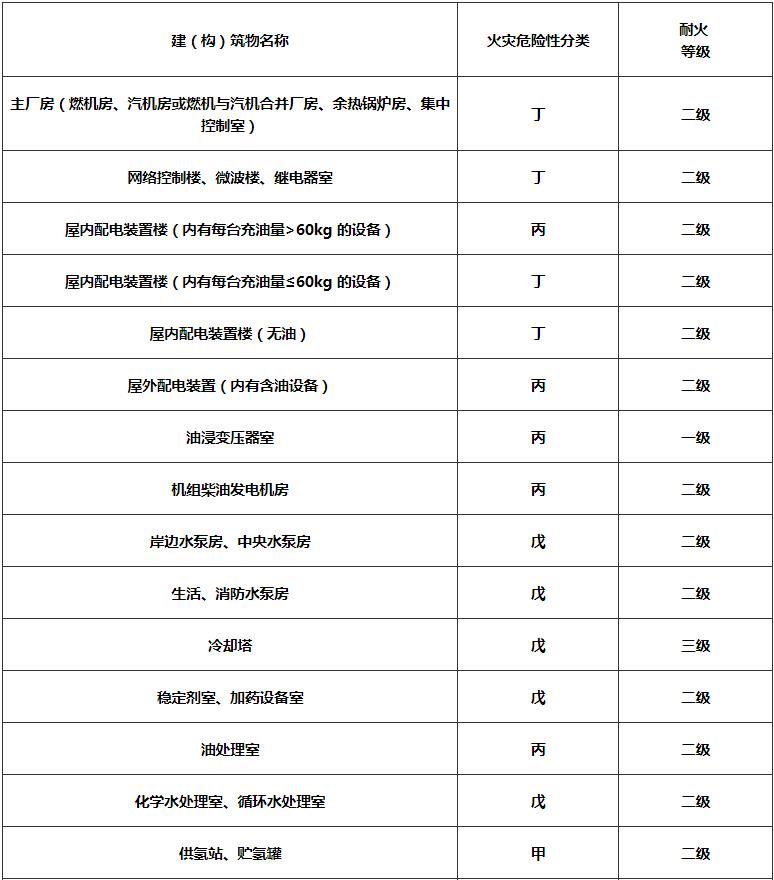 建（构）筑物名称 火灾危险性分类 耐火
等级
主厂房（燃机房、汽机房或燃机与汽机合并厂房、余热锅炉房、集中
控制室） 丁 二级
网络控制楼、微波楼、继电器室 丁 二级
屋内配电装置楼（内有每台充油量>60kg 的设备） 丙 二级
屋内配电装置楼（内有每台充油量≤60kg 的设备） 丁 二级
屋内配电装置楼（无油） 丁 二级
屋外配电装置（内有含油设备） 丙 二级
油浸变压器室 丙 一级
机组柴油发电机房 丙 二级
岸边水泵房、中央水泵房 戊 二级
生活、消防水泵房 戊 二级
冷却塔 戊 三级
稳定剂室、加药设备室 戊 二级
油处理室 丙 二级
化学水处理室、循环水处理室 戊 二级
供氢站、贮氢罐 甲 二级